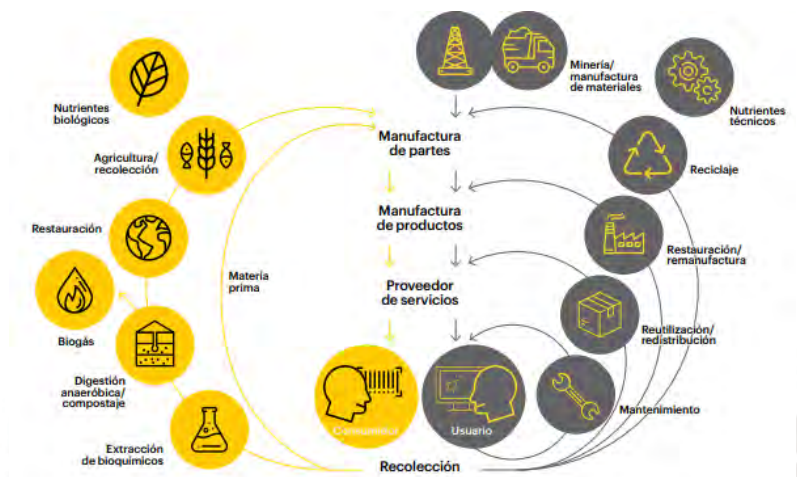 Nutrientes
biológicos
Agricultura/
recolección
Restauración
Biogás
Digestión
anaeróbica/
compostaje
Extracción
de bioquímicos
Materia
prima
Minería/
manufactura
de materiales
Nutrientes
técnicos
Manufactura
de partes
Manufactura
de productos
Proveedor
de servicios
Usuario
Recolección
Reciclaje
Restauración/
remanufactura
Reutilización/
redistribución
Mantenimiento